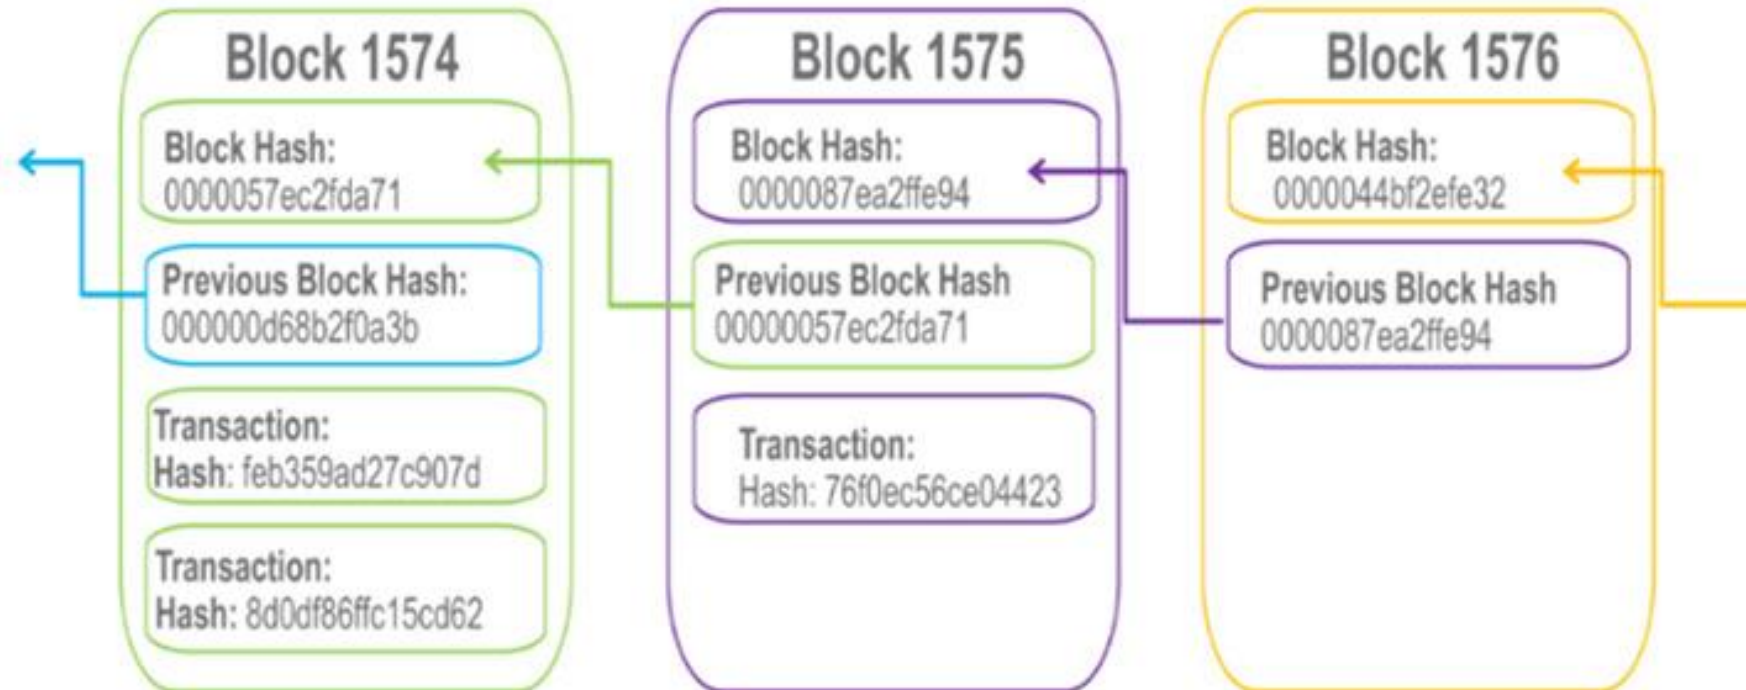 Block 1574
Block Hash:
0000057ec2fda71
Previous Block Hash:
000000d68b2f0a3b
Transaction:
Hash: feb359ad27c907d
Transaction:
Hash: 8d0df86ffc15cd62
Block 1575
Block Hash:
0000087ea2ffe94
Previous Block Hash
00000057ec2fda71
Transaction:
Hash: 76f0ec56ce04423
Block 1576
Block Hash:
0000044bf2efe32
Previous Block Hash
0000087ea2ffe94